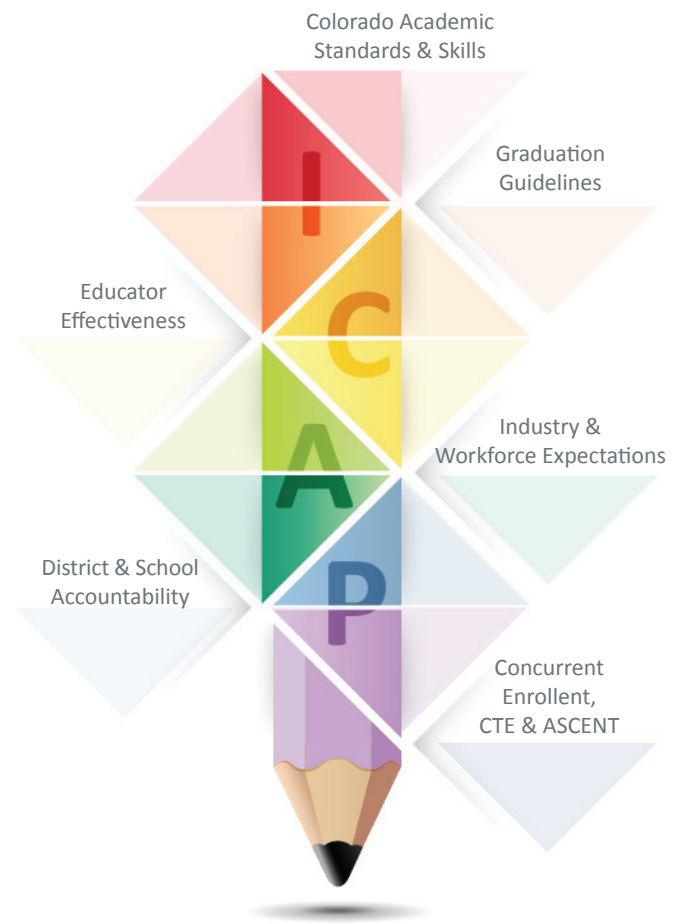 Colorado Academic
Standards & Skills
I
Graduation
Guidelines
Educator
Effectiveness
C
Industry &
Workforce Expectations
A
District & School
Accountability
P
Concurrent
Enrollent,
CTE & ASCENT